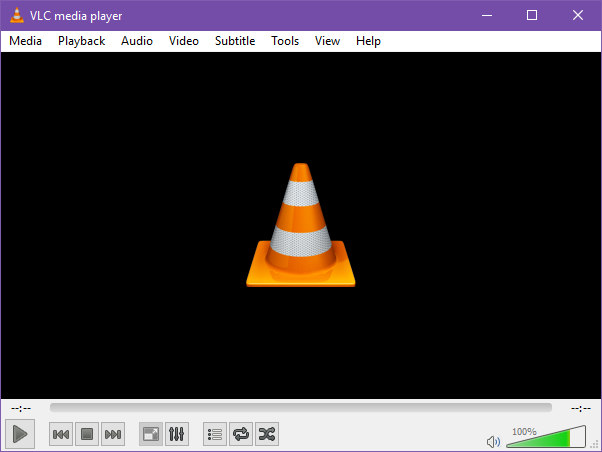 VLC media player
Media Playback Audio Video Subtitle Tools View Help
--:-- --:--
100%